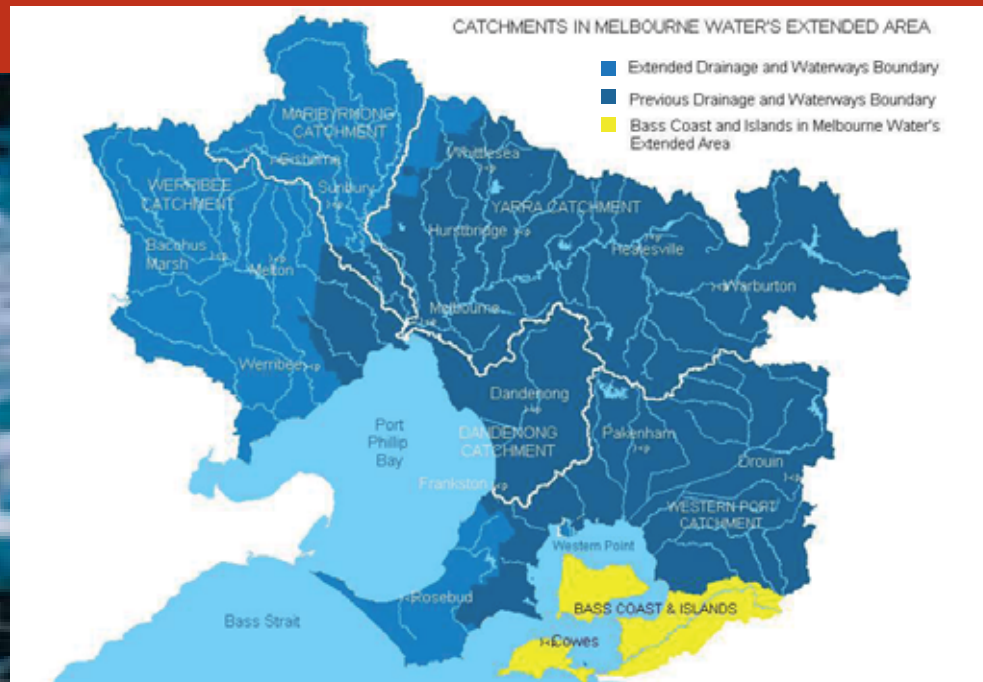 CATCHMENTS IN MELBOURNE WATER'S EXTENDED AREA
Extended Drainage and Waterways Boundary
Previous Drainage and Waterways Boundary
Bass Coast and Islands in Melbourne Water's
Extended Area
MARIBYRNONG
CATCHMENT
Gisborne
Whittlesea
WERRIBEE
CATCHMENT
Sunbury
YARRA CATCHMENT
Hurstbridge
Healesville
Bacchus
Marsh
Melton
Warburton
Melbourne
Werribee
Dandenong
Port
Phillip
Bay
DANDENONG
CATCHMENT
Pakenham
Drouin
Frankston
WESTERN PORT
CATCHMENT
Western Point
Rosebud
BASS COAST & ISLANDS
Bass Strait
Cowes